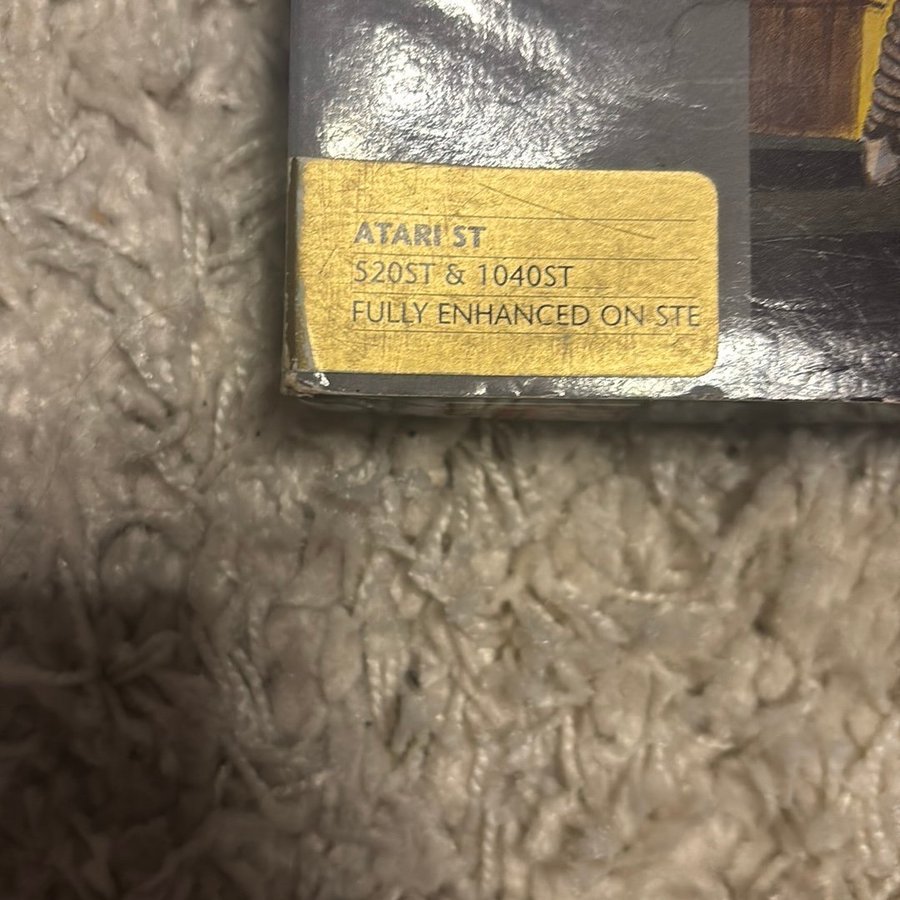 ATARI ST
520ST & 1040ST
FULLY ENHANCED ON STE